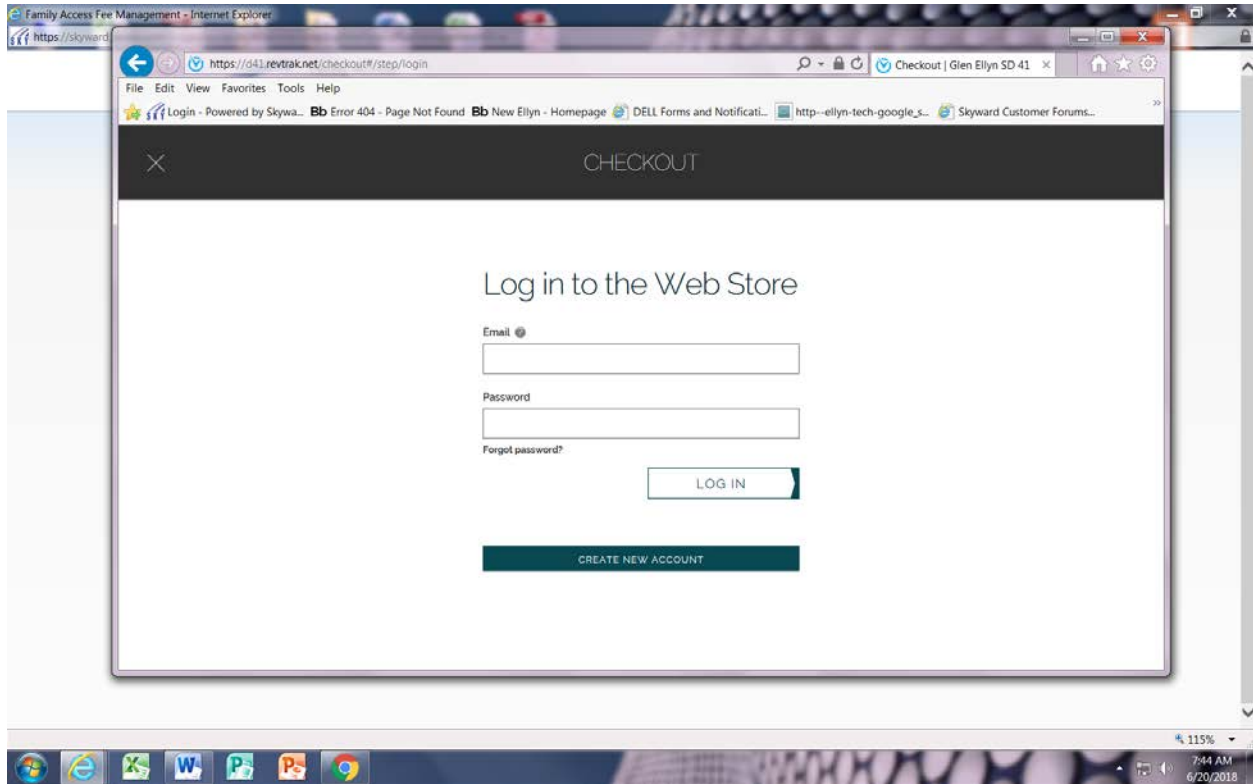 Family Access Fee Management - Internet Explorer
https://skyward
https://d41.revtrak.net/checkout#/step/login
Checkout | Glen Ellyn SD 41
File Edit View Favorites Tools Help
Login - Powered by Skywa... Bb Error 404 - Page Not Found Bb New Ellyn - Homepage DELL Forms and Notificati... http--ellyn-tech-google_s... Skyward Customer Forums...
CHECKOUT
Log in to the Web Store
Email
Password
Forgot password?
LOG IN
CREATE NEW ACCOUNT
115%
7:44 AM
6/20/2018